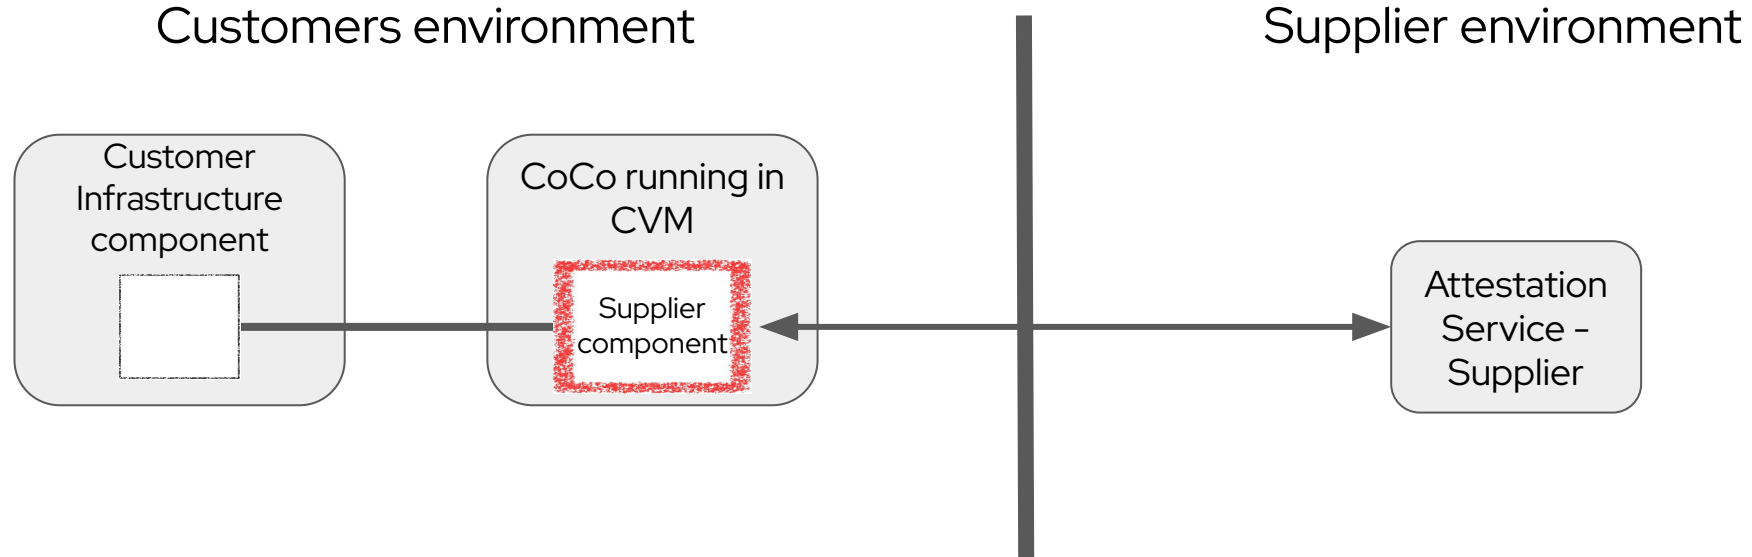 Customers environment
Supplier environment
Customer
Infrastructure
component
CoCo running in
CVM
Supplier
component
Attestation
Service -
Supplier